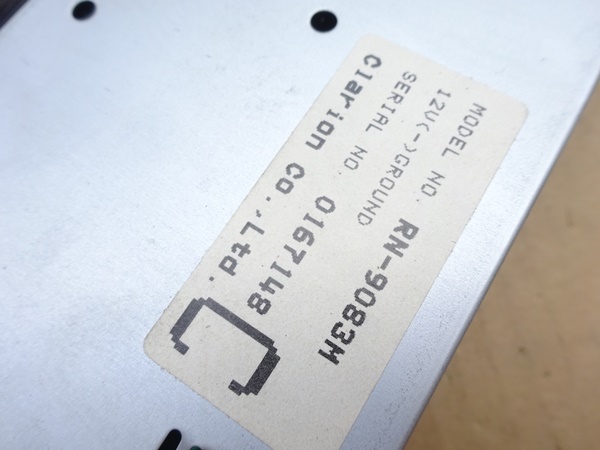 MODEL NO. RN-9083M
12V(-)GROUND
SERIAL NO. 0167148
Clarion Co.,Ltd.